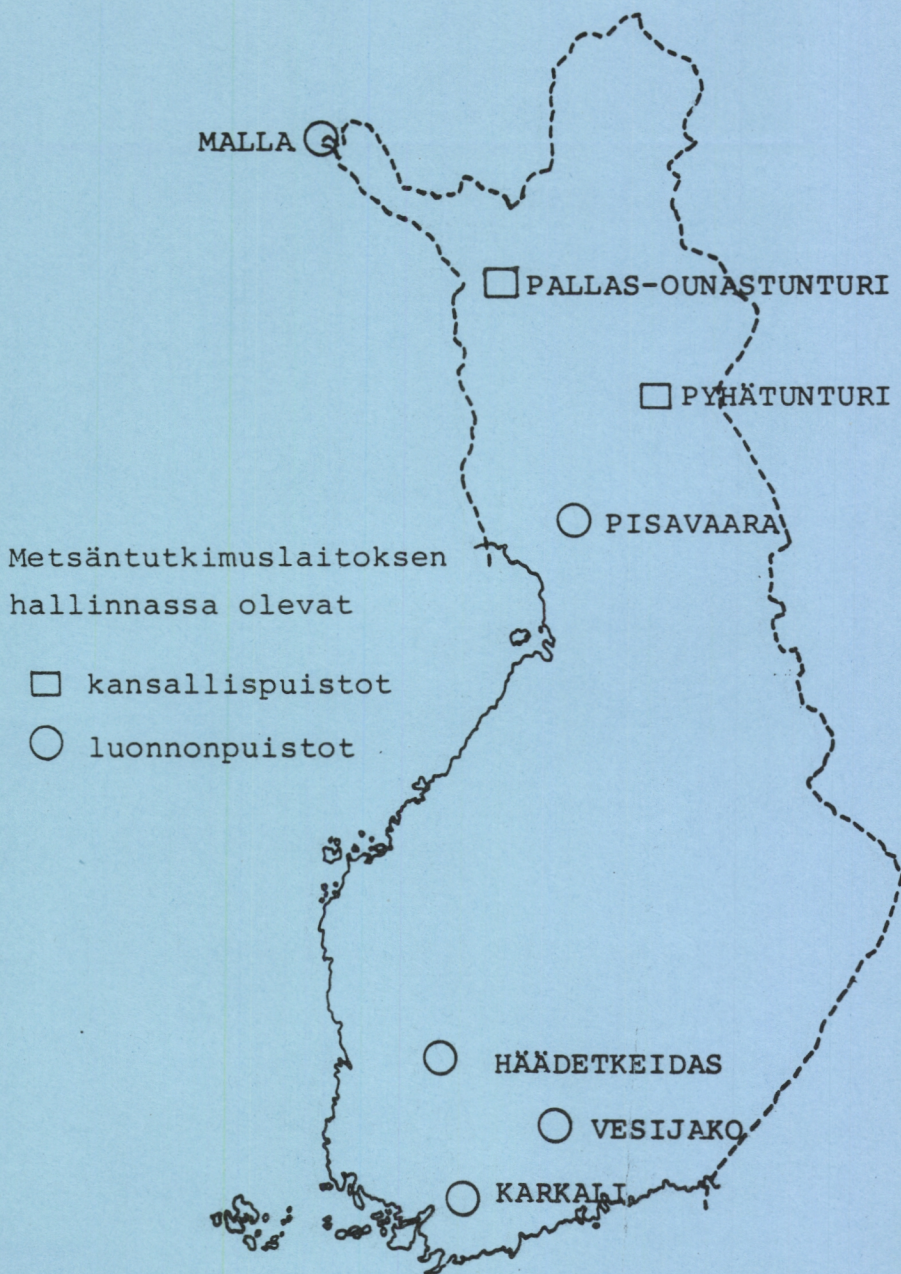 MALLA
PALLAS-OUNASTUNTURI
PYHÄTUNTURI
PISAVAARA
Metsäntutkimuslaitoksen
hallinnassa olevat
kansallispuistot
luonnonpuistot
HÄÄDETKEIDAS
VESIJAKO
KARKALI